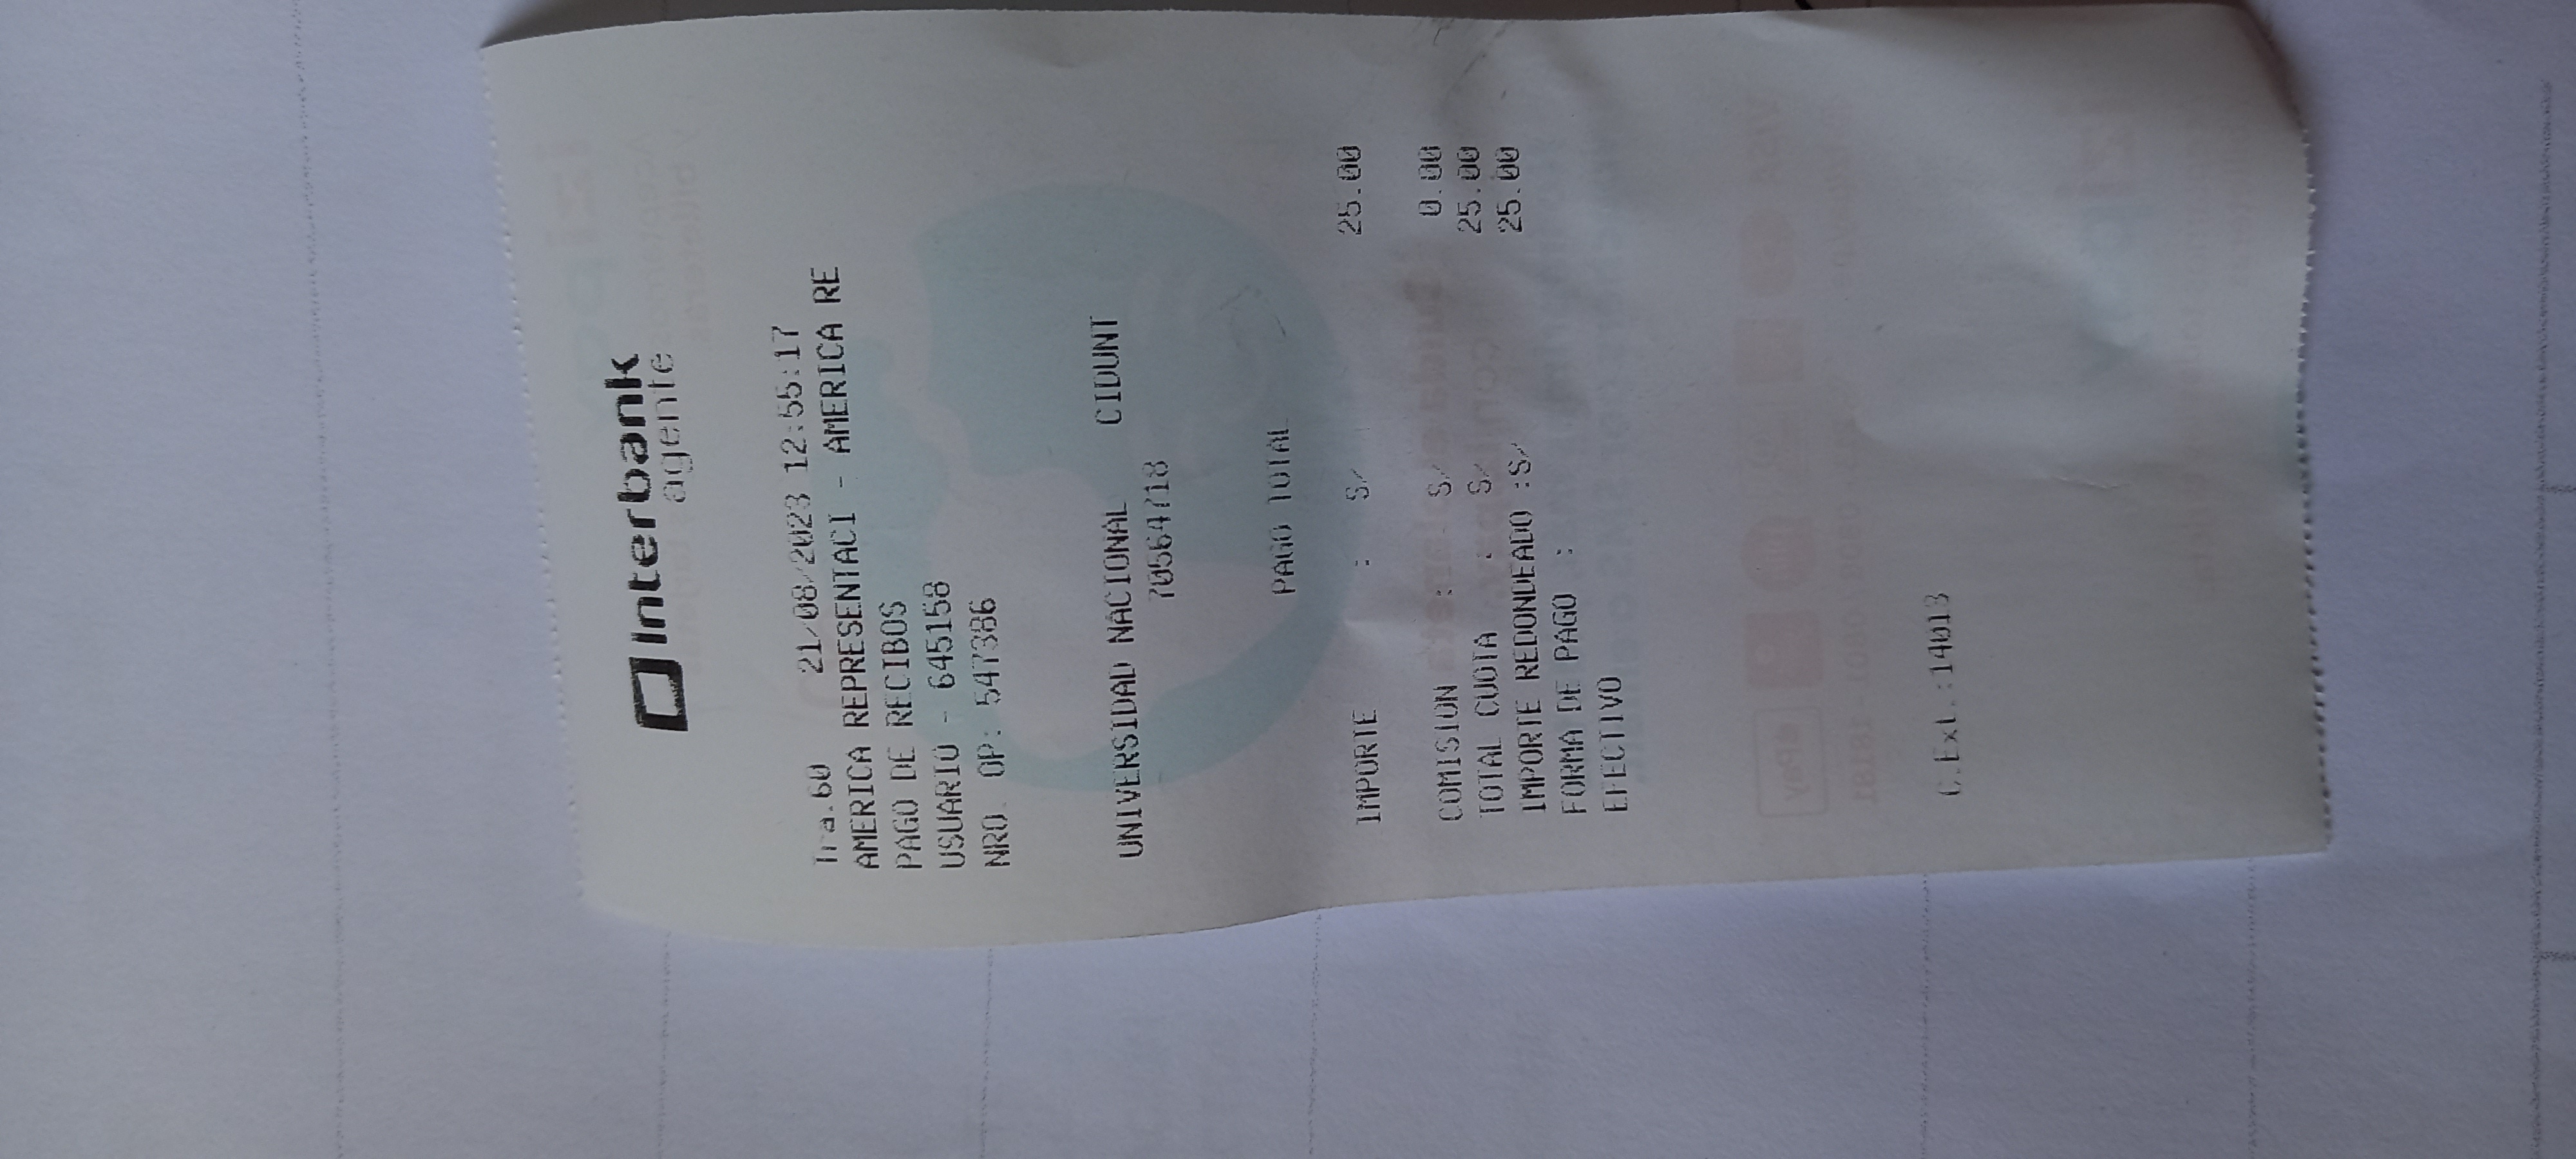 Interbank
agente
Tra.60 21/08/2023 12:55:17
AMERICA REPRESENTACI - AMERICA RE
PAGO DE RECIBOS
USUARIO - 645158
NRO. OP: 547386
UNIVERSIDAD NACIONAL CIDUNT
70564718
PAGO TOTAL
IMPORTE : S/ 25.00
COMISION : S/ 0.00
TOTAL CUOTA : S/ 25.00
IMPORTE REDONDEADO :S/ 25.00
FORMA DE PAGO :
EFECTIVO
C.Ext.:14013